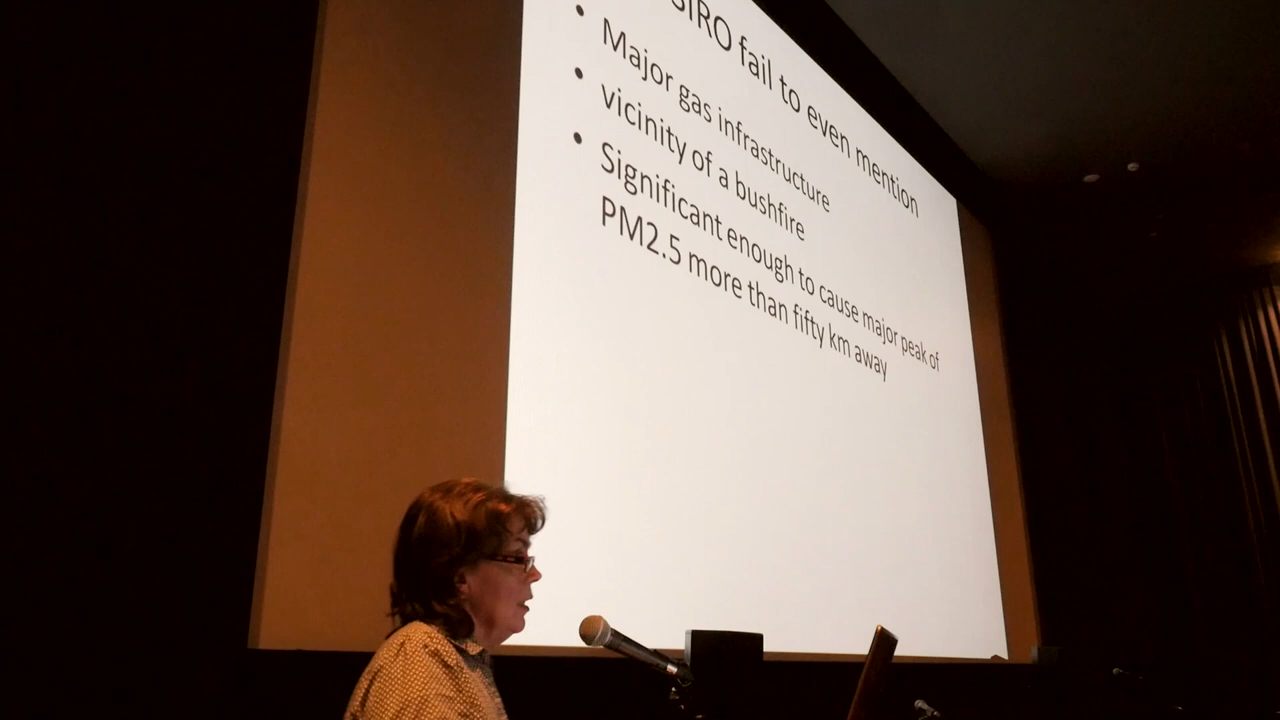 SIRO fail to even mention
• Major gas infrastructure
• vicinity of a bushfire
• Significant enough to cause major peak of
PM2.5 more than fifty km away